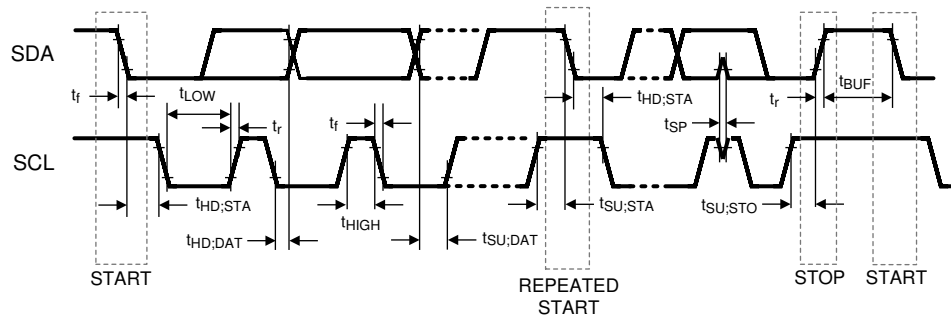 SDA
t_f
t_LOW
t_r
t_f
t_HD;STA
t_SP
t_r
t_BUF
SCL
t_HD;STA
t_HD;DAT
t_HIGH
t_SU;DAT
t_SU;STA
t_SU;STO
START
REPEATED
START
STOP
START